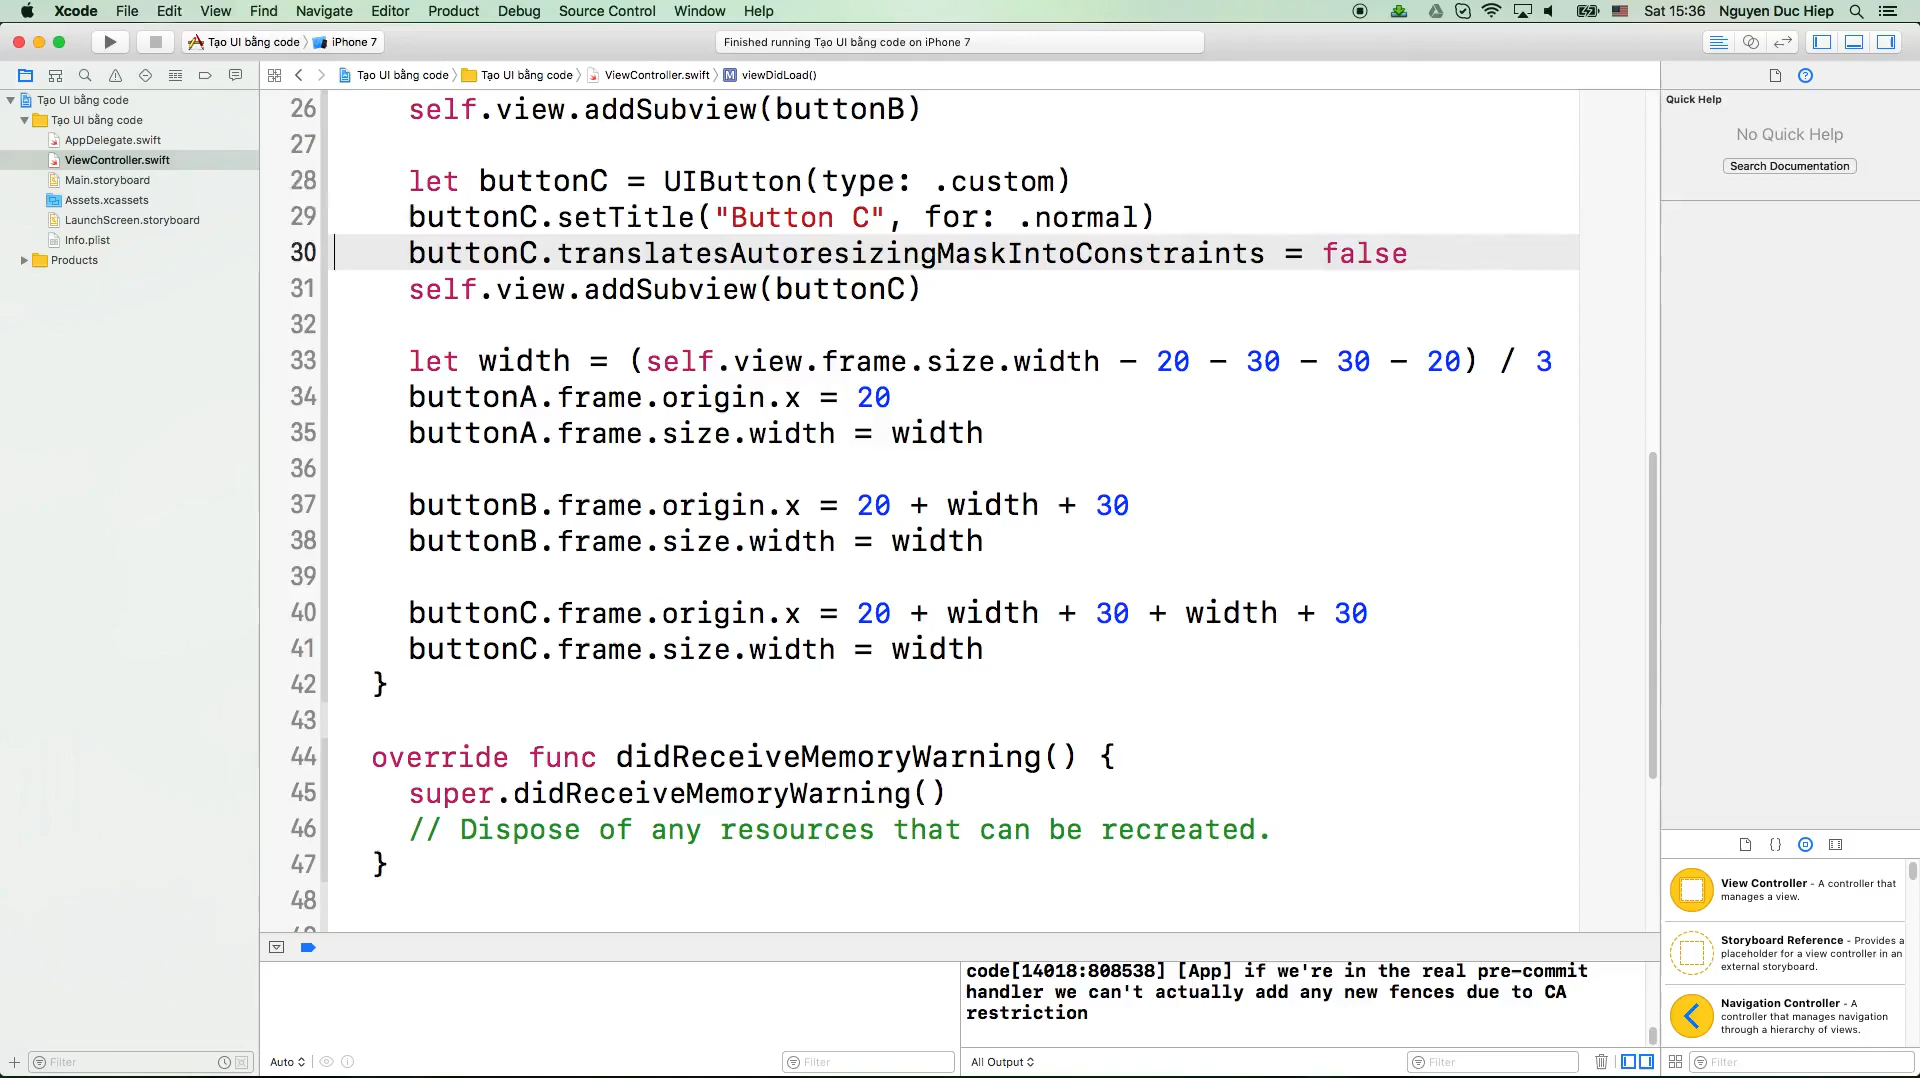 Xcode File Edit View Find Navigate Editor Product Debug Source Control Window Help Sat 15:36 Nguyen Duc Hiep
Tạo UI bằng code iPhone 7 Finished running Tạo UI bằng code on iPhone 7
Tạo UI bằng code Tạo UI bằng code ViewController.swift M viewDidLoad()
Tạo UI bằng code
Tạo UI bằng code
AppDelegate.swift
ViewController.swift
Main.storyboard
Assets.xcassets
LaunchScreen.storyboard
Info.plist
Products
26 self.view.addSubview(buttonB)
27
28 let buttonC = UIButton(type: .custom)
29 buttonC.setTitle("Button C", for: .normal)
30 buttonC.translatesAutoresizingMaskIntoConstraints = false
31 self.view.addSubview(buttonC)
32
33 let width = (self.view.frame.size.width - 20 - 30 - 30 - 20) / 3
34 buttonA.frame.origin.x = 20
35 buttonA.frame.size.width = width
36
37 buttonB.frame.origin.x = 20 + width + 30
38 buttonB.frame.size.width = width
39
40 buttonC.frame.origin.x = 20 + width + 30 + width + 30
41 buttonC.frame.size.width = width
42 }
43
44 override func didReceiveMemoryWarning() {
45 super.didReceiveMemoryWarning()
46 // Dispose of any resources that can be recreated.
47 }
48
Quick Help
No Quick Help
Search Documentation
code[14018:808538] [App] if we're in the real pre-commit
handler we can't actually add any new fences due to CA
restriction
View Controller - A controller that
manages a view.
Storyboard Reference - Provides a
placeholder for a view controller in an
external storyboard.
Navigation Controller - A
controller that manages navigation
through a hierarchy of views.
Filter Auto Filter All Output Filter Filter